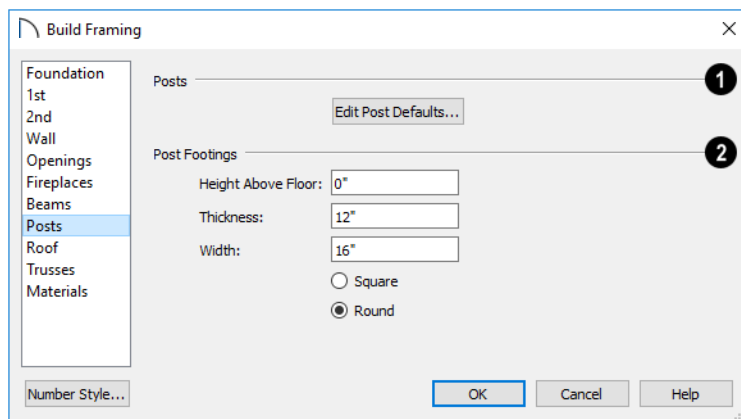 Build Framing
Foundation
1st
2nd
Wall
Openings
Fireplaces
Beams
Posts
Roof
Trusses
Materials
Posts
1
Edit Post Defaults...
Post Footings
2
Height Above Floor: 0"
Thickness: 12"
Width: 16"
Square
Round
Number Style...
OK
Cancel
Help